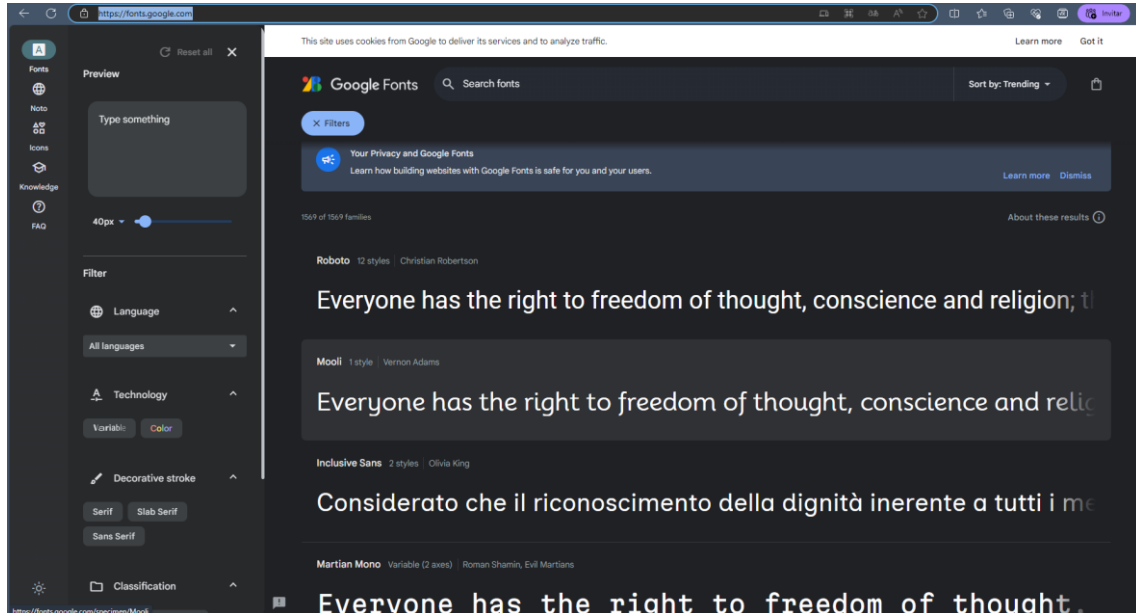 https://fonts.google.com
Invitar
Fonts
Noto
Icons
Knowledge
FAQ
Reset all
Preview
Type something
40px
Filter
Language
All languages
Technology
Variable
Color
Decorative stroke
Serif
Slab Serif
Sans Serif
Classification
https://fonts.google.com/specimen/Mooli
This site uses cookies from Google to deliver its services and to analyze traffic.
Learn more
Got it
Google Fonts
Search fonts
Sort by: Trending
Filters
Your Privacy and Google Fonts
Learn how building websites with Google Fonts is safe for you and your users.
Learn more
Dismiss
1569 of 1569 families
About these results
Roboto 12 styles | Christian Robertson
Everyone has the right to freedom of thought, conscience and religion;
Mooli 1 style | Vernon Adams
Everyone has the right to freedom of thought, conscience and relig
Inclusive Sans 2 styles | Olivia King
Considerato che il riconoscimento della dignità inerente a tutti i me
Martian Mono Variable (2 axes) | Roman Shamin, Evil Martians
Everyone has the right to freedom of thought,